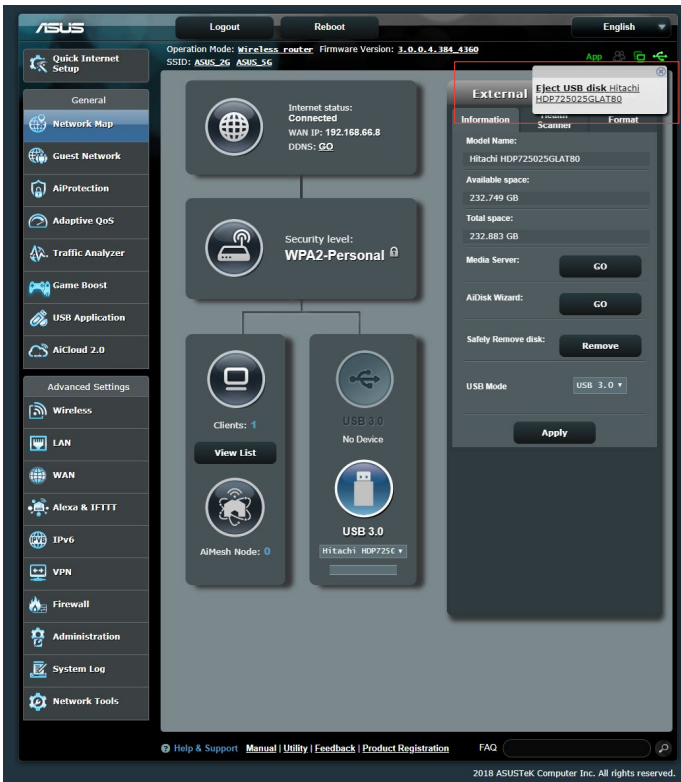 ASUS
Logout
Reboot
English
Quick Internet
Setup
Operation Mode: Wireless router Firmware Version: 3.0.0.4.384_4360
SSID: ASUS_2G ASUS_5G
App
General
Network Map
Guest Network
AiProtection
Adaptive QoS
Traffic Analyzer
Game Boost
USB Application
AiCloud 2.0
Advanced Settings
Wireless
LAN
WAN
Alexa & IFTTT
IPv6
VPN
Firewall
Administration
System Log
Network Tools
Internet status:
Connected
WAN IP: 192.168.66.8
DDNS: GO
Security level:
WPA2-Personal
Clients: 1
View List
AiMesh Node: 0
USB 3.0
No Device
USB 3.0
Hitachi HDP725C
External
Eject USB disk Hitachi
HDP725025GLAT80
Information
Health
Scanner
Format
Model Name:
Hitachi HDP725025GLAT80
Available space:
232.749 GB
Total space:
232.883 GB
Media Server:
GO
AiDisk Wizard:
GO
Safely Remove disk:
Remove
USB Mode
USB 3.0
Apply
Help & Support Manual | Utility | Feedback | Product Registration
FAQ
2018 ASUSTeK Computer Inc. All rights reserved.